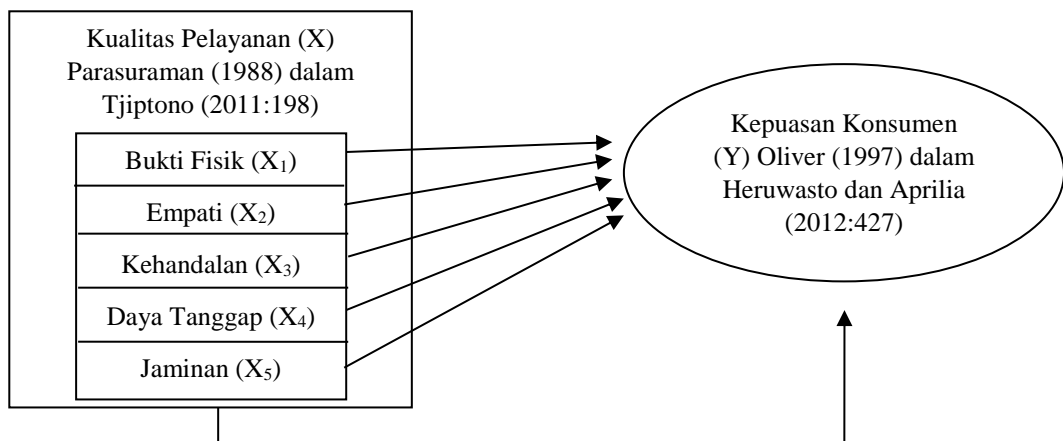 Kualitas Pelayanan (X)
Parasuraman (1988) dalam
Tjiptono (2011:198)
Bukti Fisik (X₁)
Empati (X₂)
Kehandalan (X₃)
Daya Tanggap (X₄)
Jaminan (X₅)
Kepuasan Konsumen
(Y) Oliver (1997) dalam
Heruwasto dan Aprilia
(2012:427)